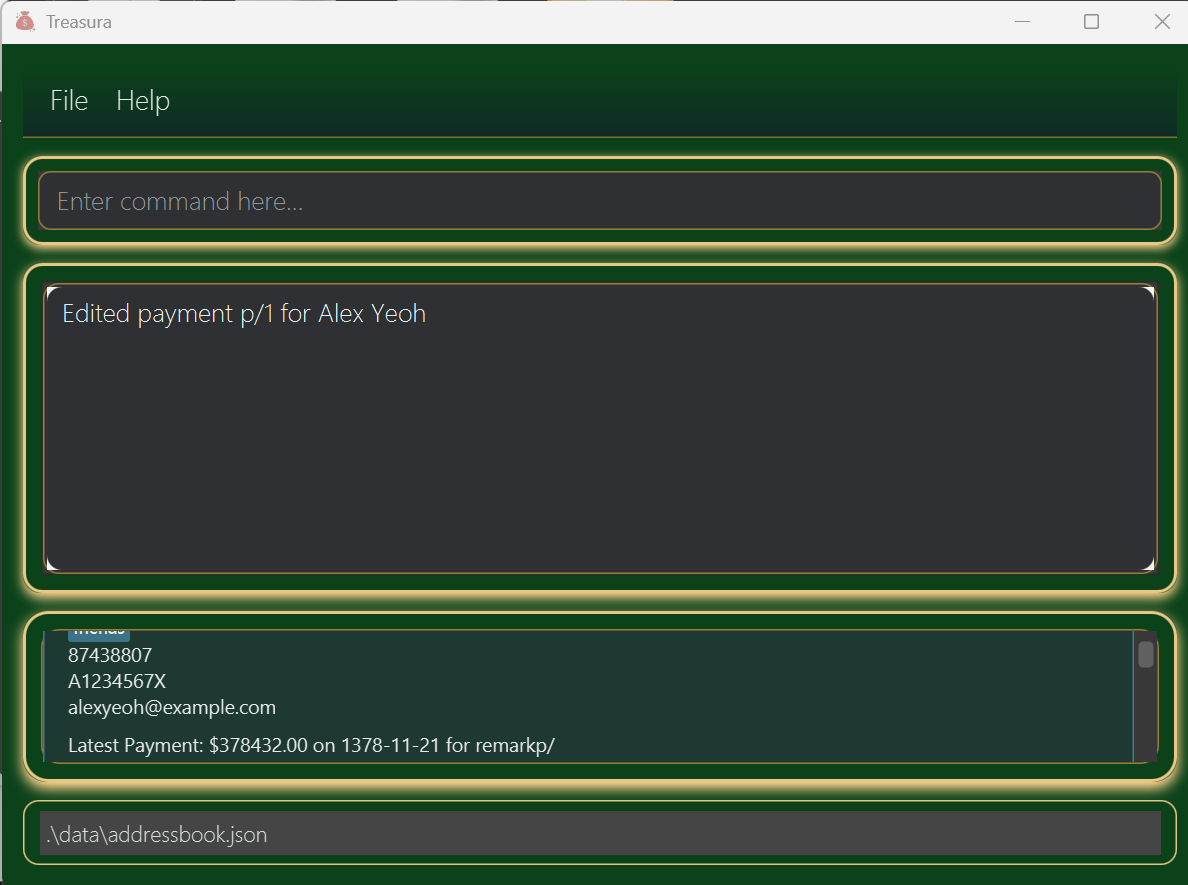 Treasura
File Help
Enter command here...
Edited payment p/1 for Alex Yeoh
friends
87438807
A1234567X
alexyeoh@example.com
Latest Payment: $378432.00 on 1378-11-21 for remarkp/
.\data\addressbook.json